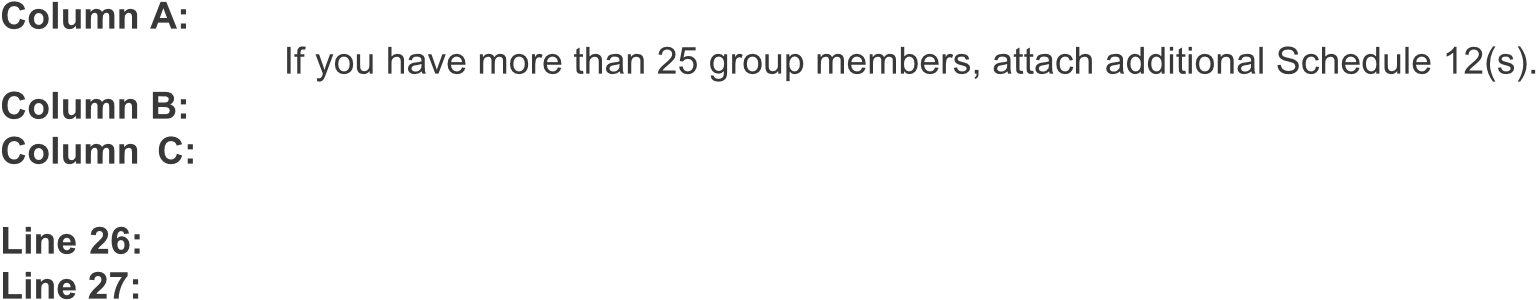 Column A:
If you have more than 25 group members, attach additional Schedule 12(s).
Column B:
Column C:
Line 26:
Line 27: